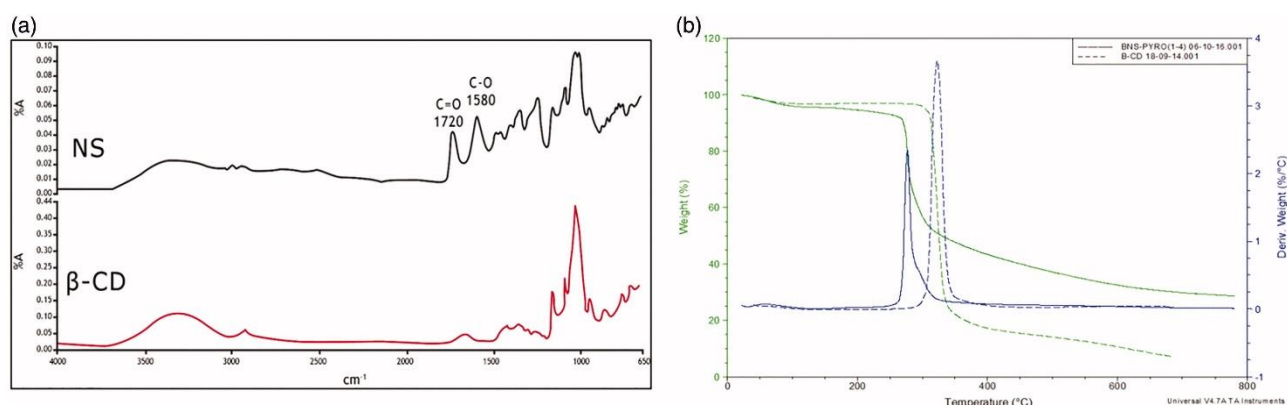 (a)
0.10
0.09
0.08
0.07
0.06
0.05
0.04
0.03
0.02
0.01
0.00
%A
C=O
1720
C-O
1580
NS
0.44
0.40
0.35
0.30
0.25
0.20
0.15
0.10
0.05
0.00
%A
β-CD
4000 3500 3000 2500 2000 1500 1000 650
cm⁻¹
(b)
BNS-PYRO(1-4) 06-10-16.001
B-CD 18-09-14.001
120
100
80
60
40
20
0
Weight (%)
4
3
2
1
0
-1
Deriv. Weight (%/°C)
0 200 400 600 800
Temperature (°C)
Universal V4.7A TA Instruments